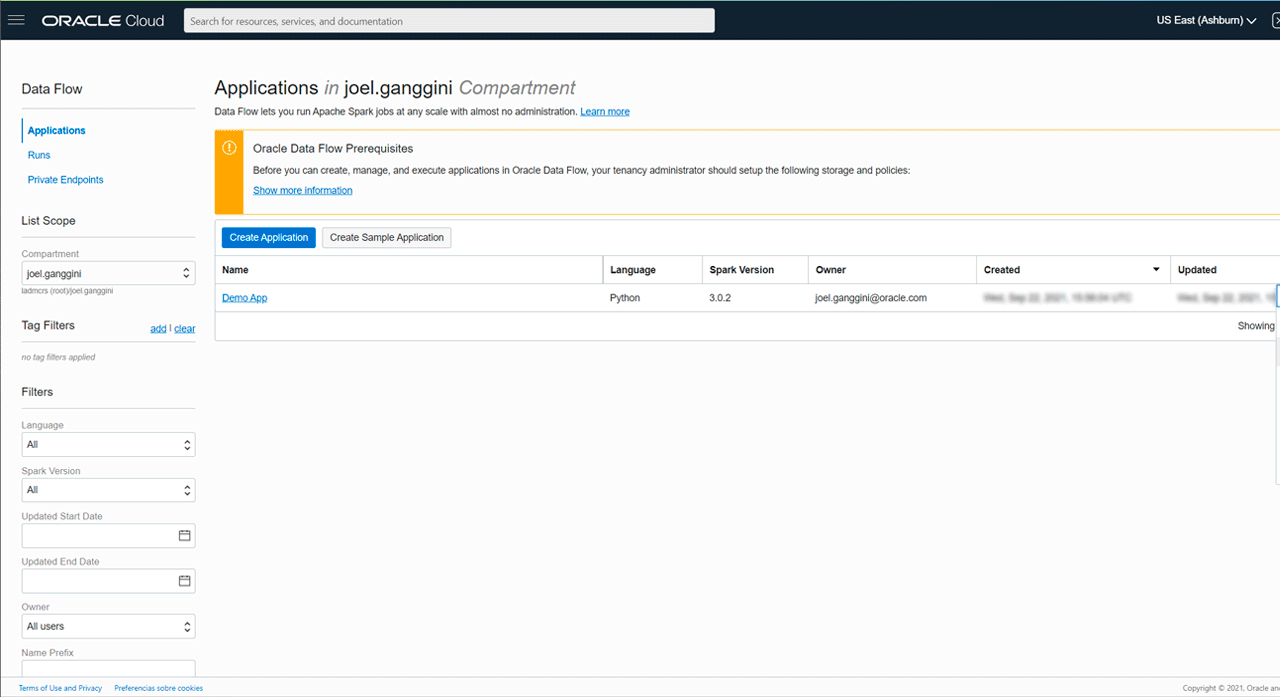 ORACLE Cloud
Search for resources, services, and documentation
US East (Ashburn)
Data Flow
Applications
Runs
Private Endpoints
List Scope
Compartment
joel.ganggini
ladmcrs (root)/joel.ganggini
Tag Filters add | clear
no tag filters applied
Filters
Language
All
Spark Version
All
Updated Start Date
Updated End Date
Owner
All users
Name Prefix
Applications in joel.ganggini Compartment
Data Flow lets you run Apache Spark jobs at any scale with almost no administration. Learn more
Oracle Data Flow Prerequisites
Before you can create, manage, and execute applications in Oracle Data Flow, your tenancy administrator should setup the following storage and policies:
Show more information
Create Application Create Sample Application
Name Language Spark Version Owner Created Updated
Demo App Python 3.0.2 joel.ganggini@oracle.com
Showing
Terms of Use and Privacy Preferencias sobre cookies
Copyright © 2021, Oracle and